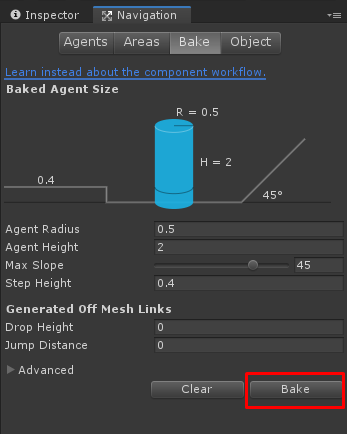 Inspector Navigation
Agents Areas Bake Object
Learn instead about the component workflow.
Baked Agent Size
R = 0.5
H = 2
0.4
45°
Agent Radius 0.5
Agent Height 2
Max Slope 45
Step Height 0.4
Generated Off Mesh Links
Drop Height 0
Jump Distance 0
Advanced
Clear Bake